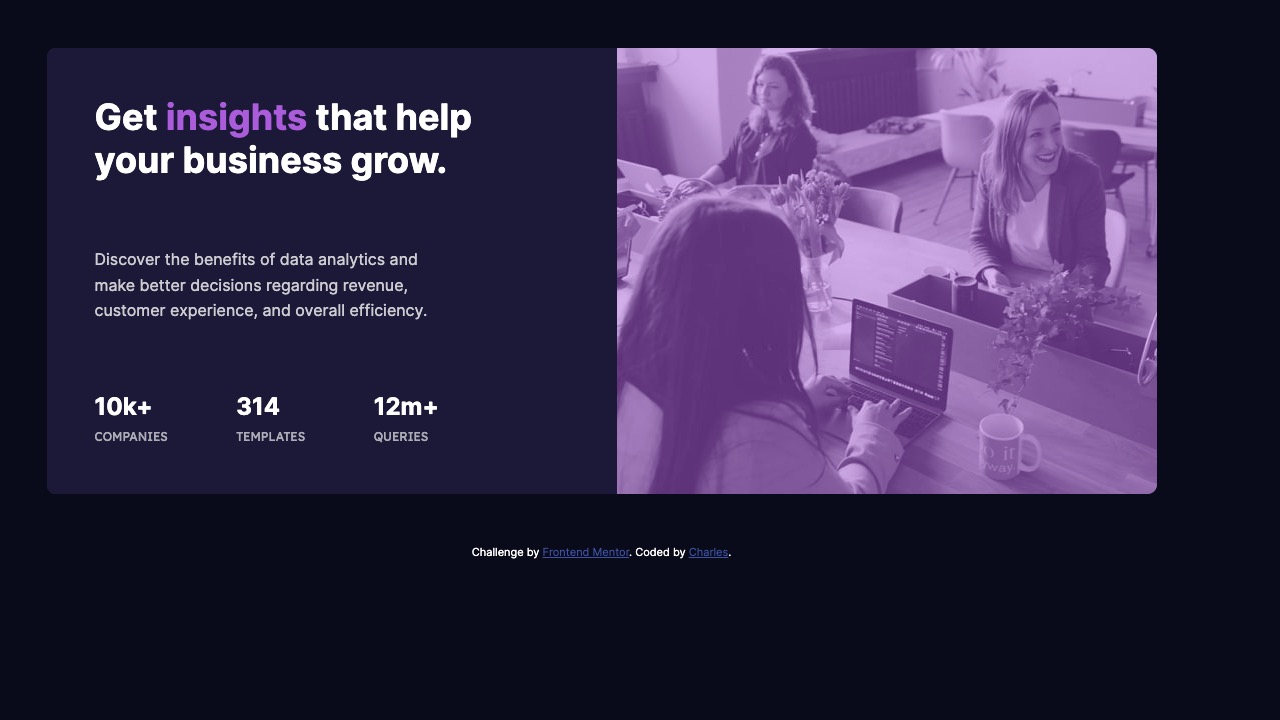 Get insights that help
your business grow.
Discover the benefits of data analytics and
make better decisions regarding revenue,
customer experience, and overall efficiency.
10k+ 314 12m+
COMPANIES TEMPLATES QUERIES
Challenge by Frontend Mentor. Coded by Charles.